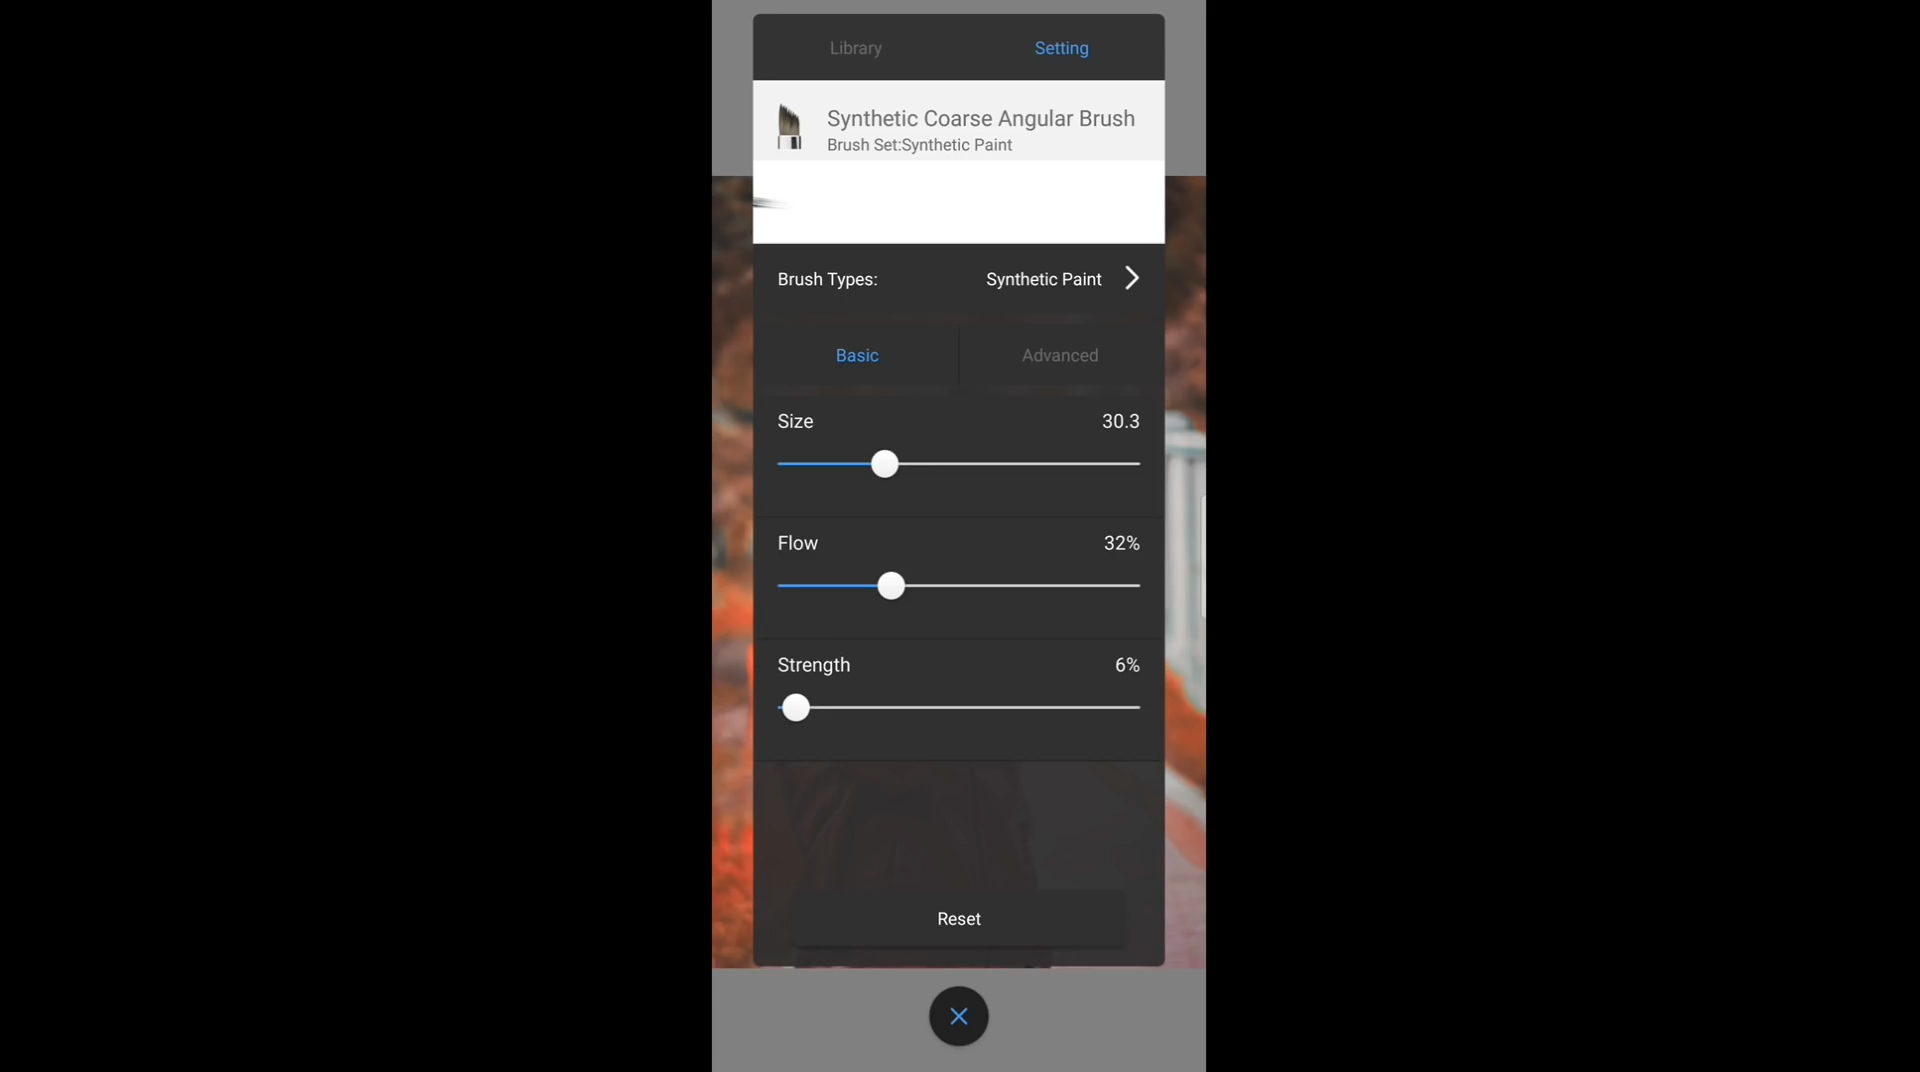 Library
Setting
Synthetic Coarse Angular Brush
Brush Set:Synthetic Paint
Brush Types:
Synthetic Paint
Basic
Advanced
Size
30.3
Flow
32%
Strength
6%
Reset